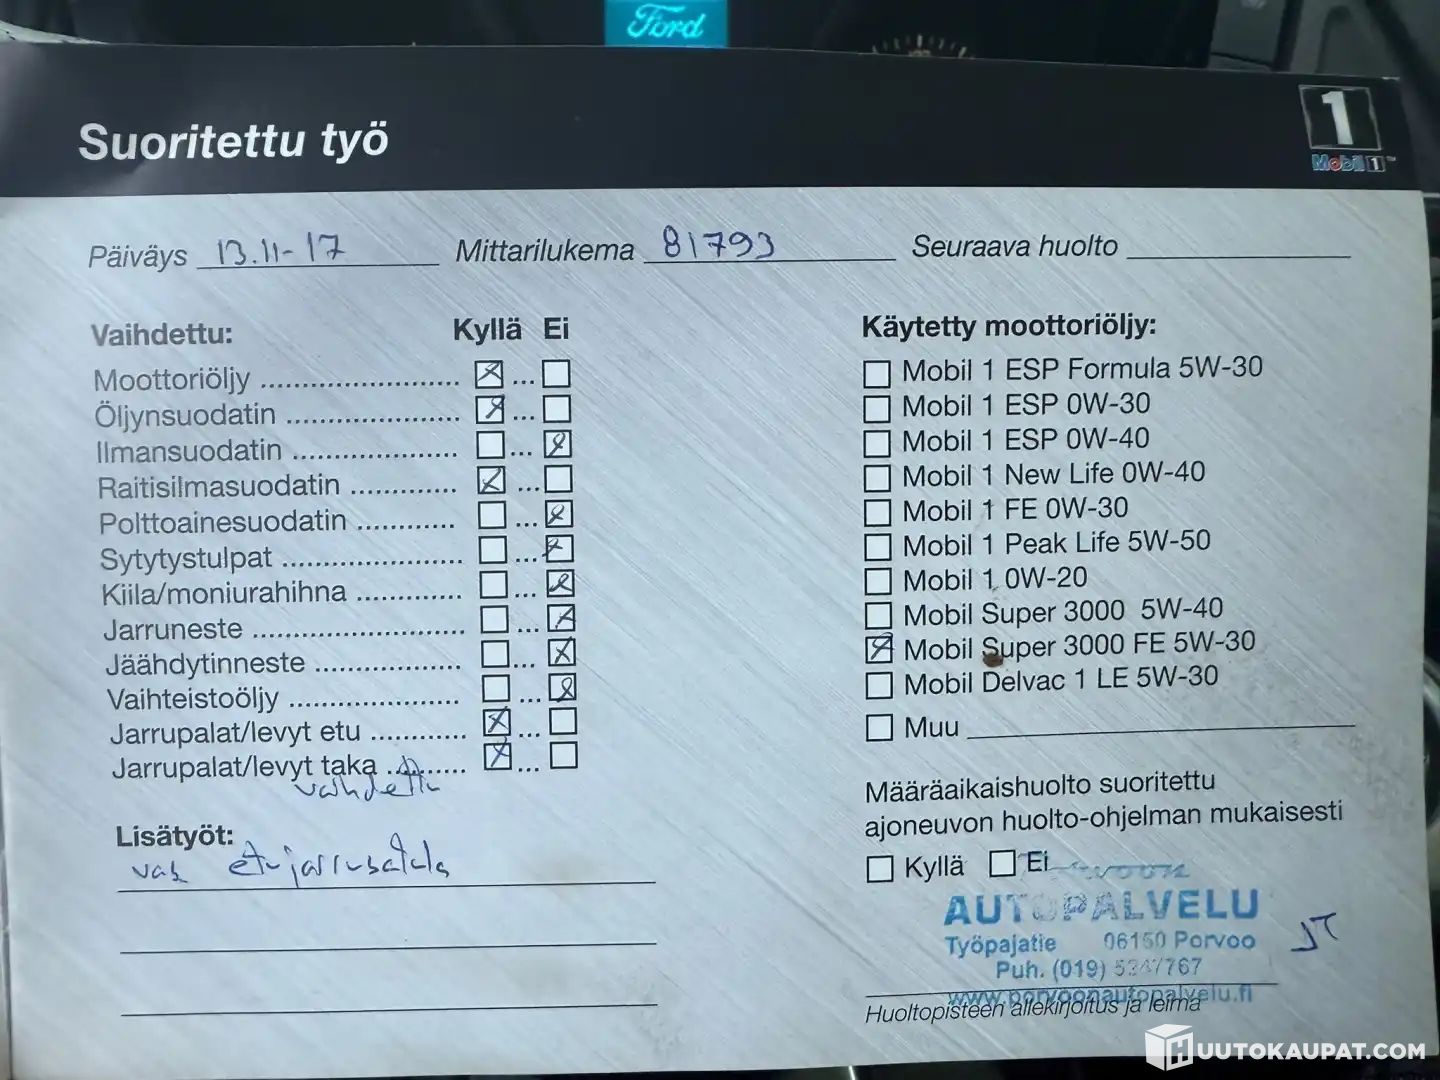 Ford
Suoritettu työ
1
Mobil 1™
Päiväys 13.11-17 Mittarilukema 81793 Seuraava huolto
Vaihdettu: Kyllä Ei
Moottoriöljy
Öljynsuodatin
Ilmansuodatin
Raitisilmasuodatin
Polttoainesuodatin
Sytytystulpat
Kiila/moniurahihna
Jarruneste
Jäähdytinneste
Vaihteistoöljy
Jarrupalat/levyt etu
Jarrupalat/levyt taka
vaihdettu
Lisätyöt:
vas etujarrusatula
Käytetty moottoriöljy:
Mobil 1 ESP Formula 5W-30
Mobil 1 ESP 0W-30
Mobil 1 ESP 0W-40
Mobil 1 New Life 0W-40
Mobil 1 FE 0W-30
Mobil 1 Peak Life 5W-50
Mobil 1 0W-20
Mobil Super 3000 5W-40
Mobil Super 3000 FE 5W-30
Mobil Delvac 1 LE 5W-30
Muu
Määräaikaishuolto suoritettu
ajoneuvon huolto-ohjelman mukaisesti
Kyllä Ei
AUTOPALVELU
Työpajatie 06150 Porvoo
Puh. (019) 5247767
www.porvoonautopalvelu.fi
Huoltopisteen allekirjoitus ja leima
HUUTOKAUPAT.COM